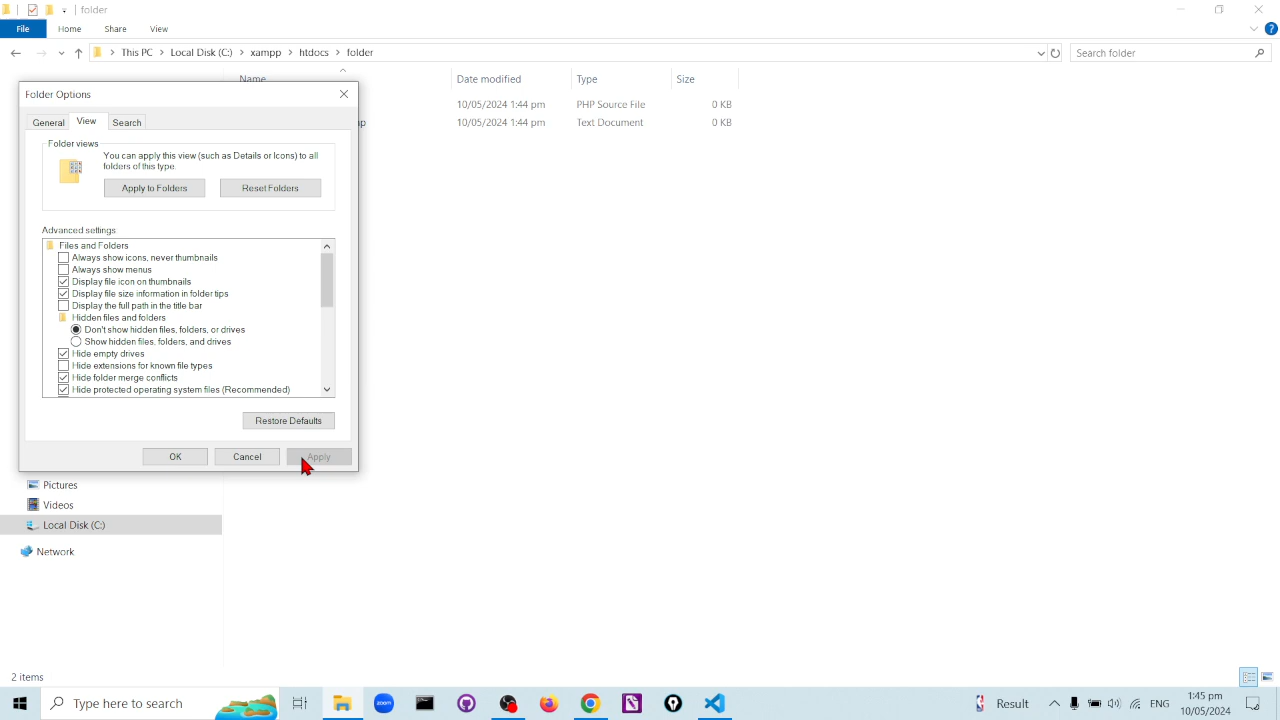 folder
File Home Share View
This PC > Local Disk (C:) > xampp > htdocs > folder
Search folder
Name Date modified Type Size
10/05/2024 1:44 pm PHP Source File 0 KB
10/05/2024 1:44 pm Text Document 0 KB
Folder Options
General View Search
Folder views
You can apply this view (such as Details or Icons) to all
folders of this type.
Apply to Folders Reset Folders
Advanced settings
Files and Folders
Always show icons, never thumbnails
Always show menus
Display file icon on thumbnails
Display file size information in folder tips
Display the full path in the title bar
Hidden files and folders
Don't show hidden files, folders, or drives
Show hidden files, folders, and drives
Hide empty drives
Hide extensions for known file types
Hide folder merge conflicts
Hide protected operating system files (Recommended)
Restore Defaults
OK Cancel Apply
Pictures
Videos
Local Disk (C:)
Network
2 items
Type here to search
zoom
Result
ENG
1:45 pm
10/05/2024